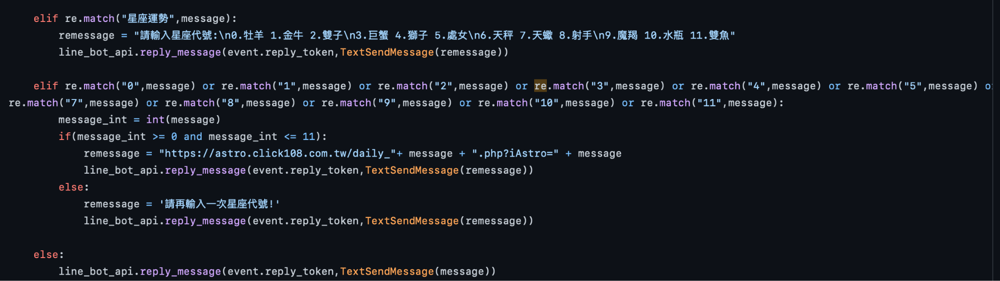 elif re.match("星座運勢",message):
remessage = "請輸入星座代號:\n0.牡羊 1.金牛 2.雙子\n3.巨蟹 4.獅子 5.處女\n6.天秤 7.天蠍 8.射手\n9.魔羯 10.水瓶 11.雙魚"
line_bot_api.reply_message(event.reply_token,TextSendMessage(remessage))
elif re.match("0",message) or re.match("1",message) or re.match("2",message) or re.match("3",message) or re.match("4",message) or re.match("5",message)
re.match("7",message) or re.match("8",message) or re.match("9",message) or re.match("10",message) or re.match("11",message):
message_int = int(message)
if(message_int >= 0 and message_int <= 11):
remessage = "https://astro.click108.com.tw/daily_"+ message + ".php?iAstro=" + message
line_bot_api.reply_message(event.reply_token,TextSendMessage(remessage))
else:
remessage = '請再輸入一次星座代號!'
line_bot_api.reply_message(event.reply_token,TextSendMessage(remessage))
else:
line_bot_api.reply_message(event.reply_token,TextSendMessage(message))